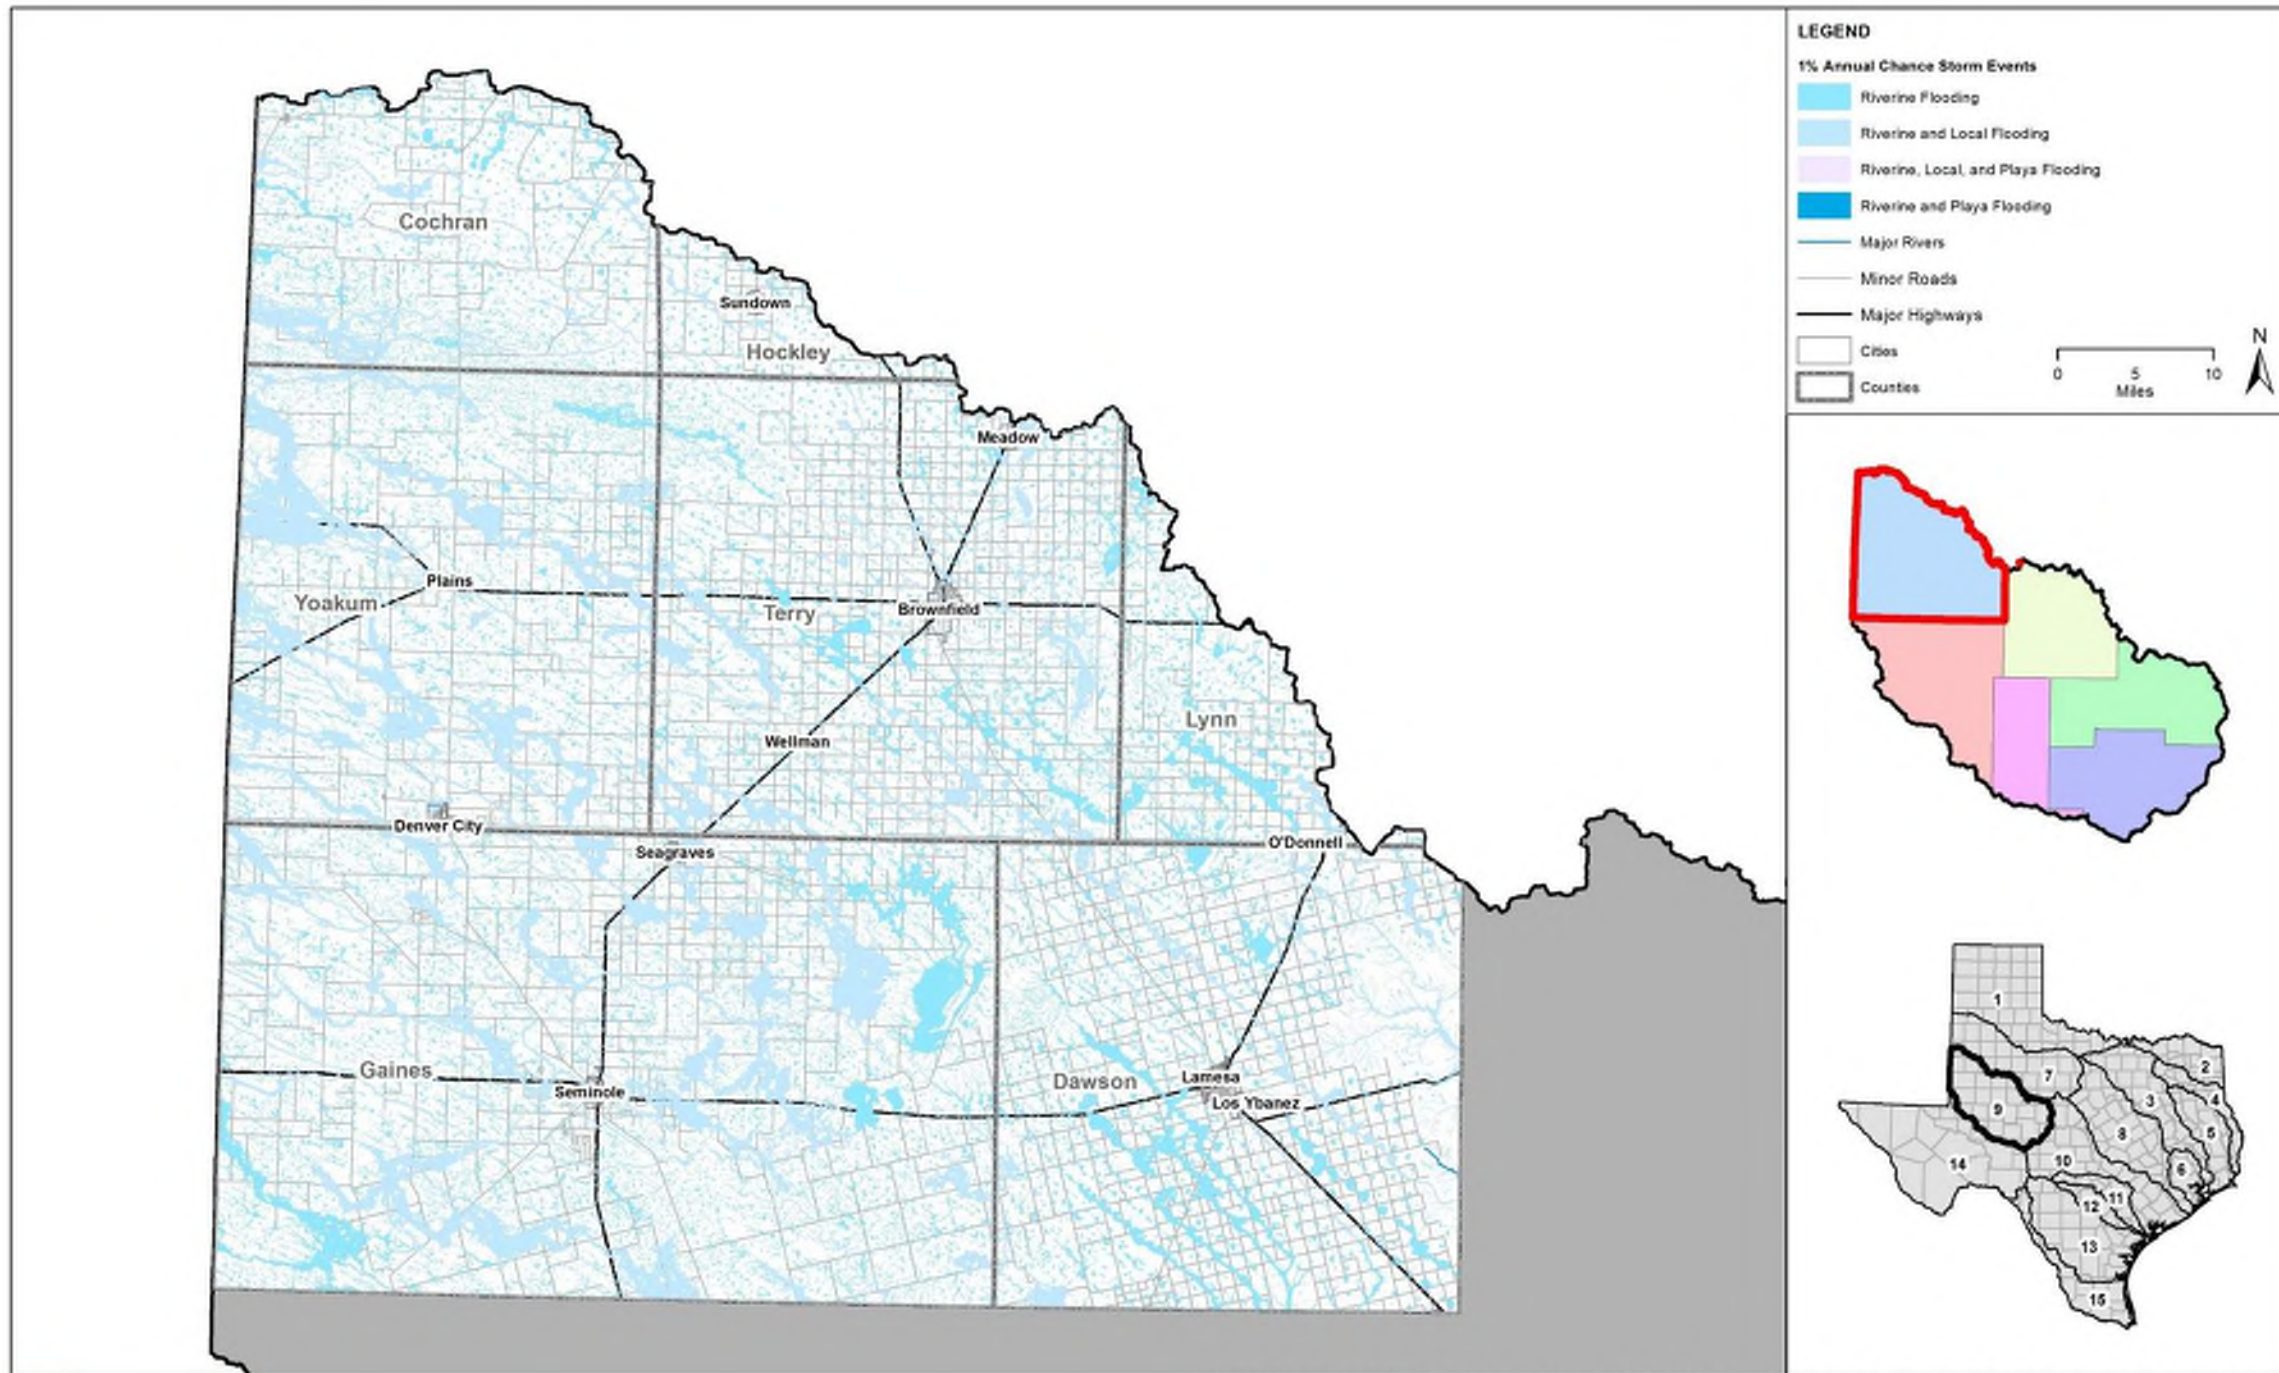 Cochran
Sundown
Hockley
Meadow
Plains
Yoakum
Terry
Brownfield
Lynn
Wellman
Denver City
Seagraves
O'Donnell
Gaines
Seminole
Dawson
Lamesa
Los Ybanez
LEGEND
1% Annual Chance Storm Events
Riverine Flooding
Riverine and Local Flooding
Riverine, Local, and Playa Flooding
Riverine and Playa Flooding
Major Rivers
Minor Roads
Major Highways
Cities
Counties
N
0 5 10
Miles
1
2
7
3
4
9
8
5
10
14
6
11
12
13
15